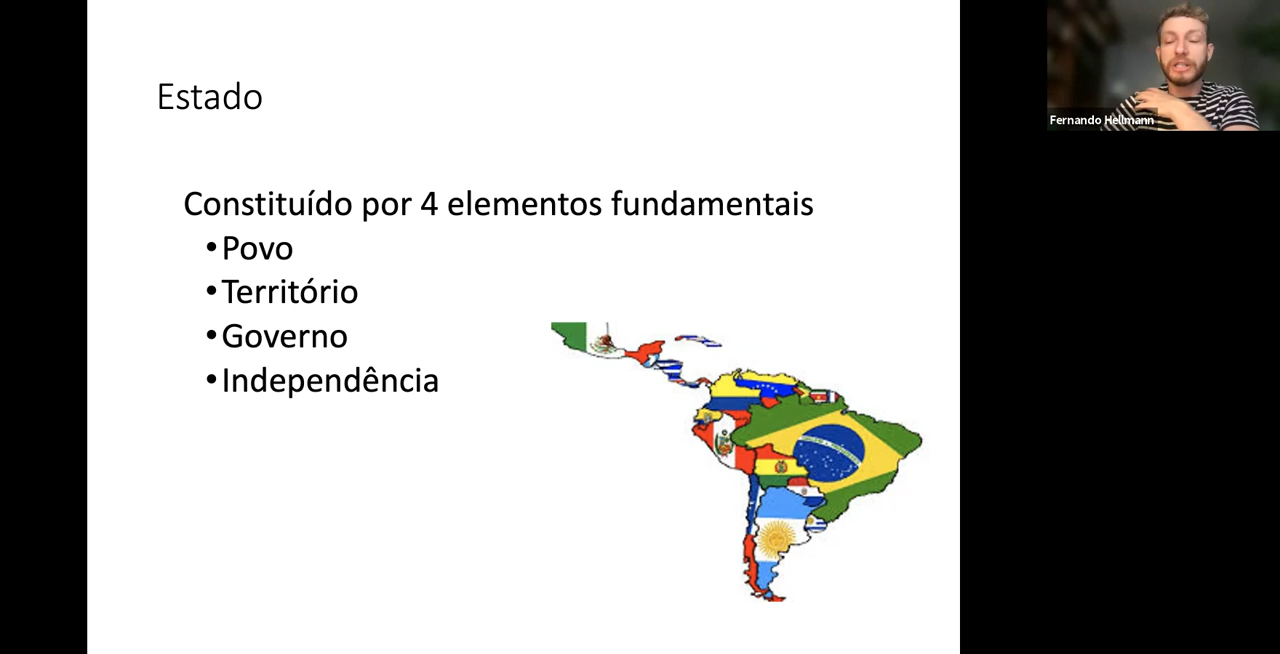 Estado
Constituído por 4 elementos fundamentais
•Povo
•Território
•Governo
•Independência
Fernando Hellmann